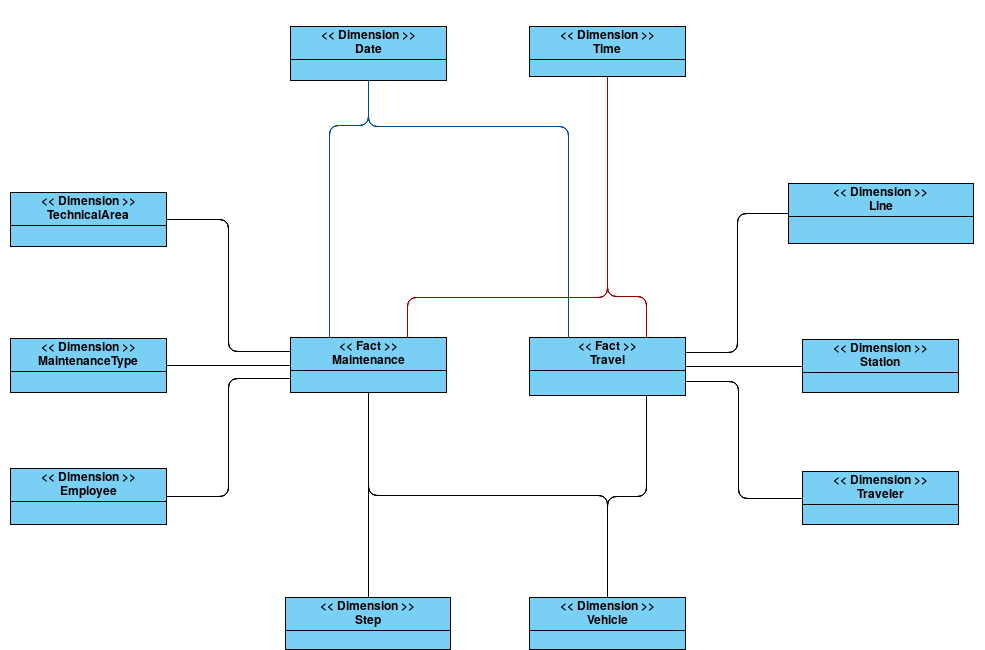 << Dimension >>
Date
<< Dimension >>
Time
<< Dimension >>
TechnicalArea
<< Dimension >>
Line
<< Dimension >>
MaintenanceType
<< Fact >>
Maintenance
<< Fact >>
Travel
<< Dimension >>
Station
<< Dimension >>
Employee
<< Dimension >>
Traveler
<< Dimension >>
Step
<< Dimension >>
Vehicle